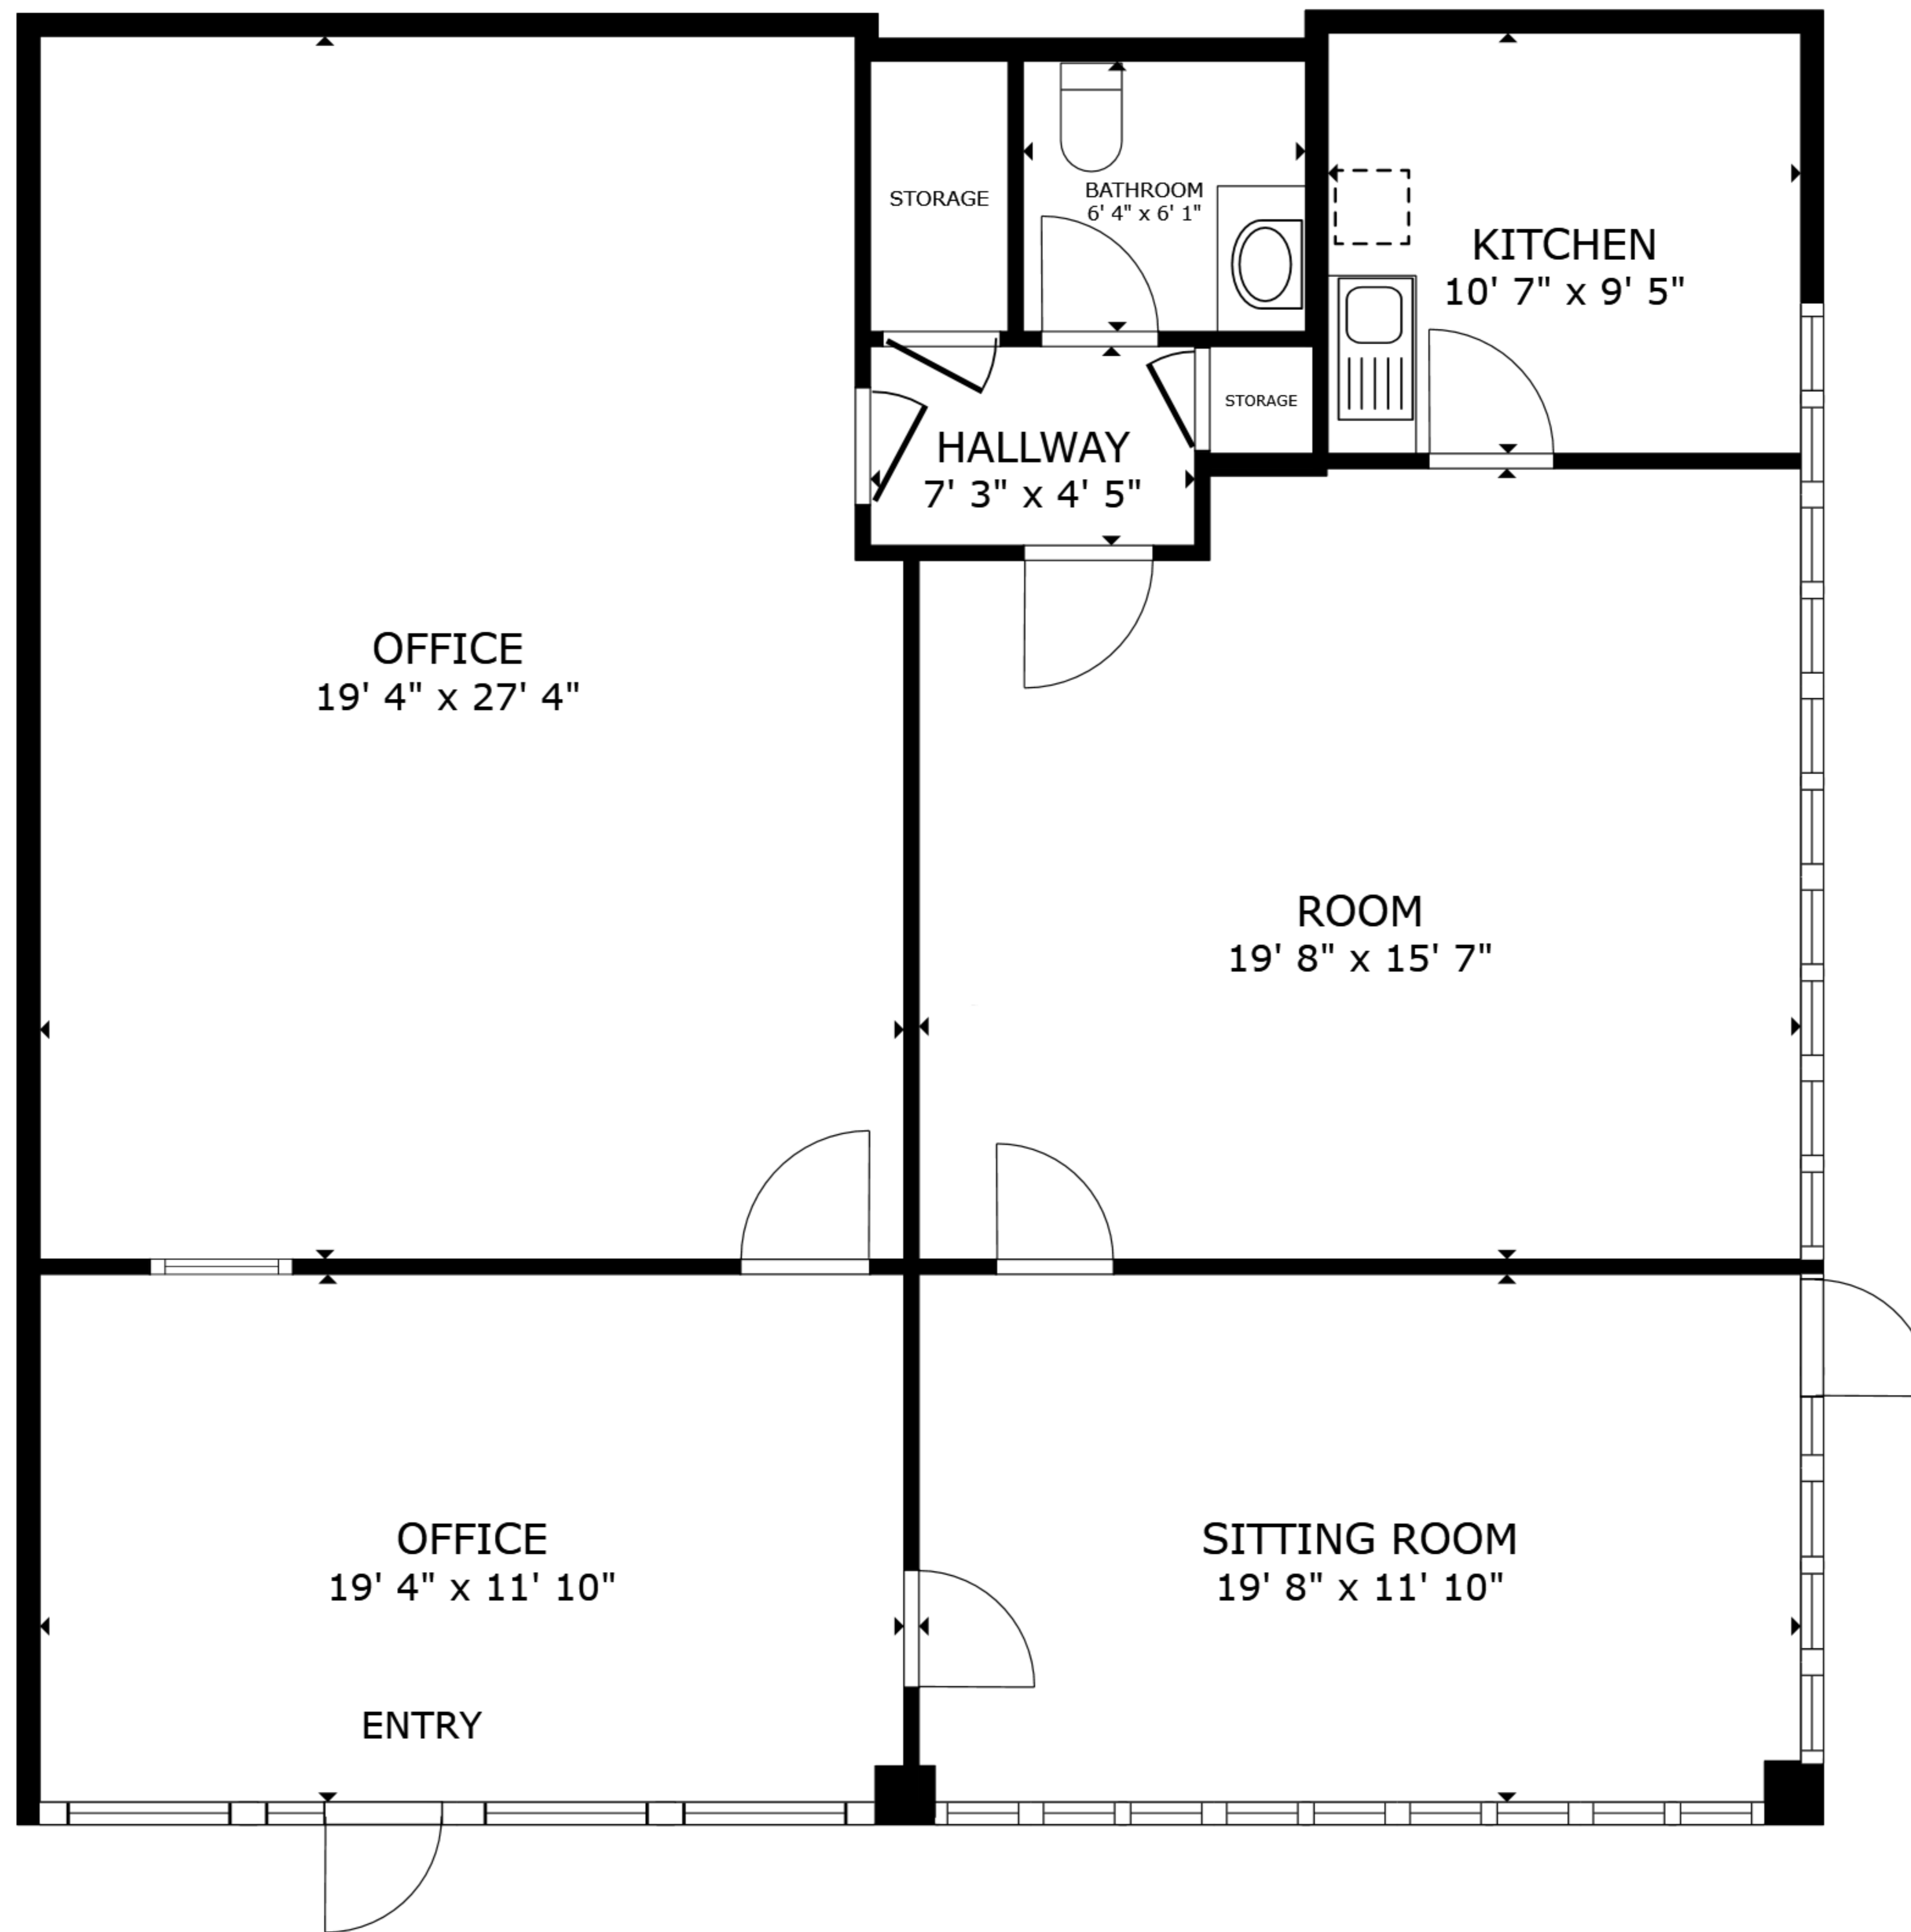 STORAGE
BATHROOM
6' 4" x 6' 1"
KITCHEN
10' 7" x 9' 5"
STORAGE
HALLWAY
7' 3" x 4' 5"
OFFICE
19' 4" x 27' 4"
ROOM
19' 8" x 15' 7"
OFFICE
19' 4" x 11' 10"
SITTING ROOM
19' 8" x 11' 10"
ENTRY